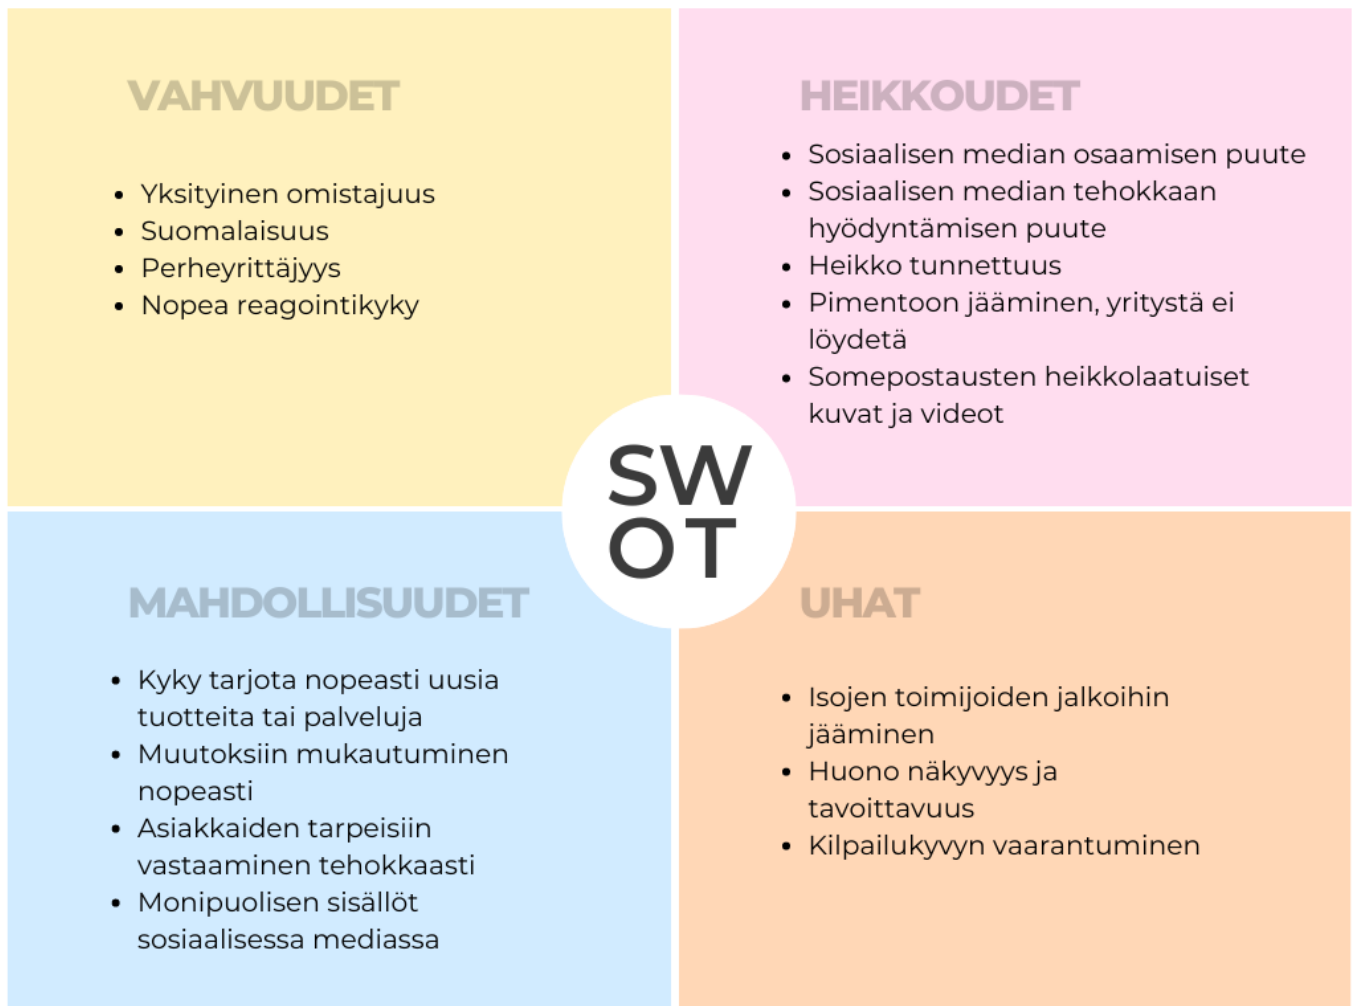 VAHVUUDET
Yksityinen omistajuus
Suomalaisuus
Perheyrittäjyys
Nopea reagointikyky
HEIKKOUDET
Sosiaalisen median osaamisen puute
Sosiaalisen median tehokkaan
hyödyntämisen puute
Heikko tunnettuus
Pimentoon jääminen, yritystä ei
löydetä
Somepostausten heikkolaatuiset
kuvat ja videot
SW
OT
MAHDOLLISUUDET
Kyky tarjota nopeasti uusia
tuotteita tai palveluja
Muutoksiin mukautuminen
nopeasti
Asiakkaiden tarpeisiin
vastaaminen tehokkaasti
Monipuolisen sisällöt
sosiaalisessa mediassa
UHAT
Isojen toimijoiden jalkoihin
jääminen
Huono näkyvyys ja
tavoittavuus
Kilpailukyvyn vaarantuminen